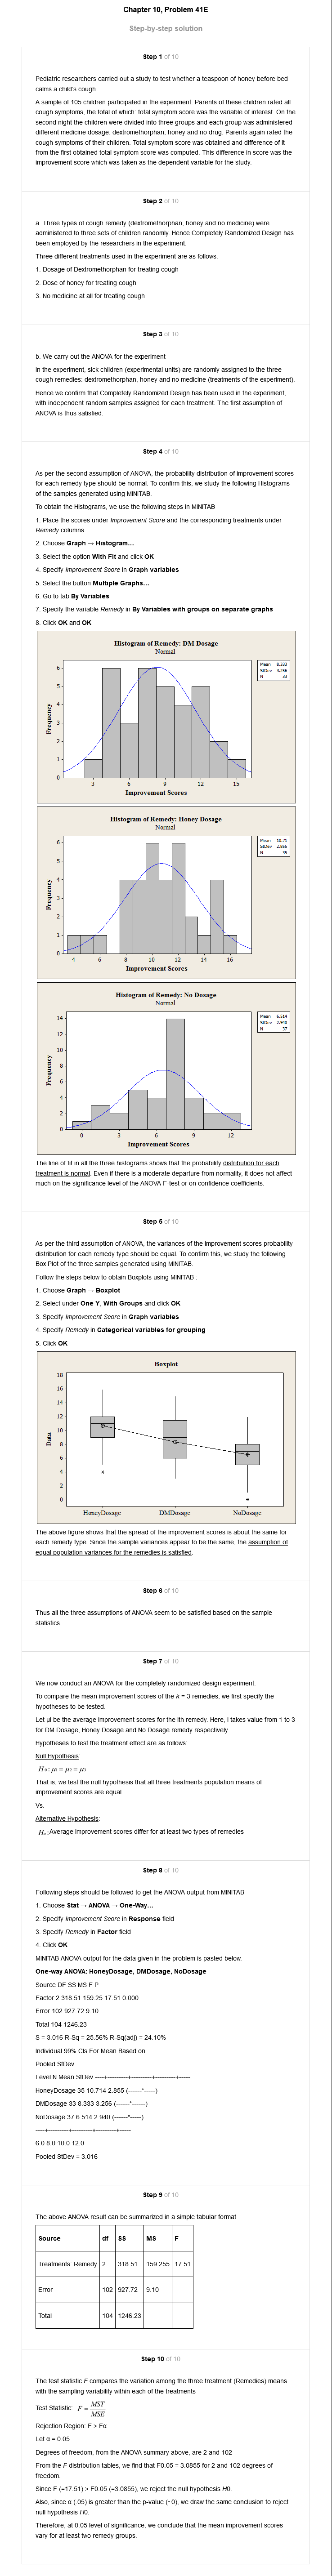 Chapter 10, Problem 41E
Step-by-step solution
Step 1 of 10
Pediatric researchers carried out a study to test whether a teaspoon of honey before bed
calms a child's cough.
A sample of 105 children participated in the experiment. Parents of these children rated all
cough symptoms, the total of which: total symptom score was the variable of interest. On the
second night the children were divided into three groups and each group was administered
different medicine dosage: dextromethorphan, honey and no drug. Parents again rated the
cough symptoms of their children. Total symptom score was obtained and difference of it
from the first obtained total symptom score was computed. This difference in score was the
improvement score which was taken as the dependent variable for the study.
Step 2 of 10
a. Three types of cough remedy (dextromethorphan, honey and no medicine) were
administered to three sets of children randomly. Hence Completely Randomized Design has
been employed by the researchers in the experiment.
Three different treatments used in the experiment are as follows.
1. Dosage of Dextromethorphan for treating cough
2. Dose of honey for treating cough
3. No medicine at all for treating cough
Step 3 of 10
b. We carry out the ANOVA for the experiment
In the experiment, sick children (experimental units) are randomly assigned to the three
cough remedies: dextromethorphan, honey and no medicine (treatments of the experiment).
Hence we confirm that Completely Randomized Design has been used in the experiment,
with independent random samples assigned for each treatment. The first assumption of
ANOVA is thus satisfied.
Step 4 of 10
As per the second assumption of ANOVA, the probability distribution of improvement scores
for each remedy type should be normal. To confirm this, we study the following Histograms
of the samples generated using MINITAB.
To obtain the Histograms, we use the following steps in MINITAB
1. Place the scores under Improvement Score and the corresponding treatments under
Remedy columns
2. Choose Graph → Histogram…
3. Select the option With Fit and click OK
4. Specify Improvement Score in Graph variables
5. Select the button Multiple Graphs…
6. Go to tab By Variables
7. Specify the variable Remedy in By Variables with groups on separate graphs
8. Click OK and OK
Histogram of Remedy: DM Dosage
Normal
Mean 8.333
StDev 3.256
N 33
6
5
4
3
2
1
0
Frequency
3 6 9 12 15
Improvement Scores
Histogram of Remedy: Honey Dosage
Normal
Mean 10.71
StDev 2.855
N 35
6
5
4
3
2
1
0
Frequency
4 6 8 10 12 14 16
Improvement Scores
Histogram of Remedy: No Dosage
Normal
Mean 6.514
StDev 2.940
N 37
14
12
10
8
6
4
2
0
Frequency
0 3 6 9 12
Improvement Scores
The line of fit in all the three histograms shows that the probability distribution for each
treatment is normal. Even if there is a moderate departure from normality, it does not affect
much on the significance level of the ANOVA F-test or on confidence coefficients.
Step 5 of 10
As per the third assumption of ANOVA, the variances of the improvement scores probability
distribution for each remedy type should be equal. To confirm this, we study the following
Box Plot of the three samples generated using MINITAB.
Follow the steps below to obtain Boxplots using MINITAB :
1. Choose Graph → Boxplot
2. Select under One Y, With Groups and click OK
3. Specify Improvement Score in Graph variables
4. Specify Remedy in Categorical variables for grouping
5. Click OK
Boxplot
18
16
14
12
10
8
6
4
2
0
Data
HoneyDosage DMDosage NoDosage
The above figure shows that the spread of the improvement scores is about the same for
each remedy type. Since the sample variances appear to be the same, the assumption of
equal population variances for the remedies is satisfied.
Step 6 of 10
Thus all the three assumptions of ANOVA seem to be satisfied based on the sample
statistics.
Step 7 of 10
We now conduct an ANOVA for the completely randomized design experiment.
To compare the mean improvement scores of the k = 3 remedies, we first specify the
hypotheses to be tested.
Let μi be the average improvement scores for the ith remedy. Here, i takes value from 1 to 3
for DM Dosage, Honey Dosage and No Dosage remedy respectively
Hypotheses to test the treatment effect are as follows:
Null Hypothesis:
H₀ : μ₁ = μ₂ = μ₃
That is, we test the null hypothesis that all three treatments population means of
improvement scores are equal
Vs.
Alternative Hypothesis:
Hₐ : Average improvement scores differ for at least two types of remedies
Step 8 of 10
Following steps should be followed to get the ANOVA output from MINITAB
1. Choose Stat → ANOVA → One-Way…
2. Specify Improvement Score in Response field
3. Specify Remedy in Factor field
4. Click OK
MINITAB ANOVA output for the data given in the problem is pasted below.
One-way ANOVA: HoneyDosage, DMDosage, NoDosage
Source DF SS MS F P
Factor 2 318.51 159.25 17.51 0.000
Error 102 927.72 9.10
Total 104 1246.23
S = 3.016 R-Sq = 25.56% R-Sq(adj) = 24.10%
Individual 99% CIs For Mean Based on
Pooled StDev
Level N Mean StDev ----+---------+---------+---------+-----
HoneyDosage 35 10.714 2.855 (------*-----)
DMDosage 33 8.333 3.256 (------*------)
NoDosage 37 6.514 2.940 (------*-----)
----+---------+---------+---------+-----
6.0 8.0 10.0 12.0
Pooled StDev = 3.016
Step 9 of 10
The above ANOVA result can be summarized in a simple tabular format
Source df SS MS F
Treatments: Remedy 2 318.51 159.255 17.51
Error 102 927.72 9.10
Total 104 1246.23
Step 10 of 10
The test statistic F compares the variation among the three treatment (Remedies) means
with the sampling variability within each of the treatments
Test Statistic: F = MST/MSE
Rejection Region: F > Fα
Let α = 0.05
Degrees of freedom, from the ANOVA summary above, are 2 and 102
From the F distribution tables, we find that F0.05 = 3.0855 for 2 and 102 degrees of
freedom.
Since F (=17.51) > F0.05 (=3.0855), we reject the null hypothesis H0.
Also, since α (.05) is greater than the p-value (~0), we draw the same conclusion to reject
null hypothesis H0.
Therefore, at 0.05 level of significance, we conclude that the mean improvement scores
vary for at least two remedy groups.